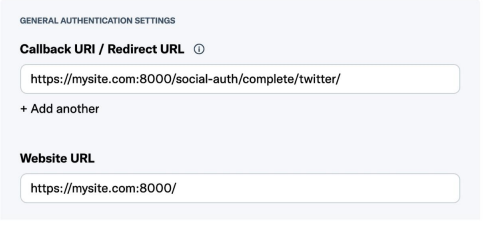 GENERAL AUTHENTICATION SETTINGS
Callback URI / Redirect URL
https://mysite.com:8000/social-auth/complete/twitter/
+ Add another
Website URL
https://mysite.com:8000/